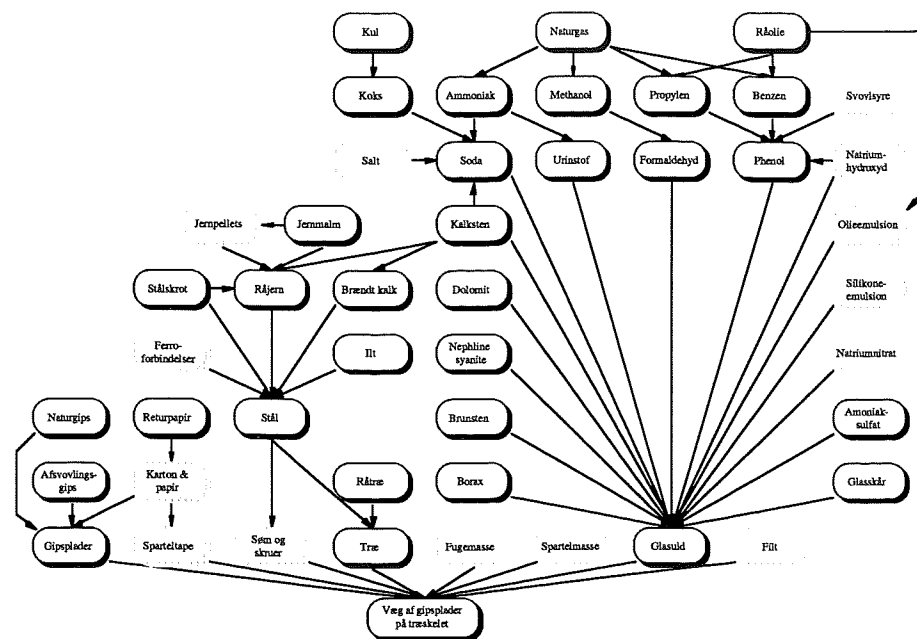 Kul
Naturgas
Råolie
Koks
Ammoniak
Methanol
Propylen
Benzen
Svovlsyre
Salt
Soda
Urinstof
Formaldehyd
Phenol
Natrium-
hydroxyd
Jernpellets
Jernmalm
Kalksten
Olieemulsion
Stålskrot
Råjern
Brændt kalk
Dolomit
Silikone-
emulsion
Ferro-
forbindelser
Ilt
Nephline
syanite
Natriumnitrat
Naturgips
Returpapir
Stål
Brunsten
Amoniak-
sulfat
Afsvovlings-
gips
Karton &
papir
Råtræ
Borax
Glasskår
Gipsplader
Sparteltape
Søm og
skruer
Træ
Fugemasse
Spartelmasse
Glasuld
Filt
Væg af gipsplader
på træskelet